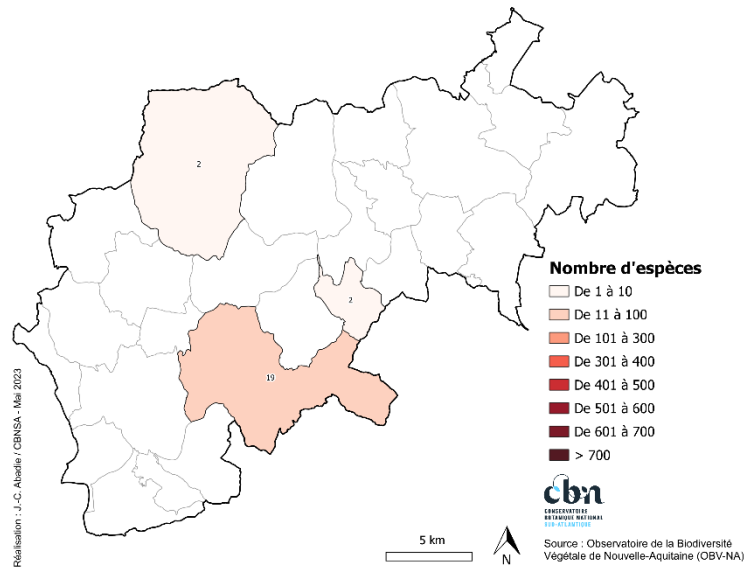 2
2
19
Nombre d'espèces
De 1 à 10
De 11 à 100
De 101 à 300
De 301 à 400
De 401 à 500
De 501 à 600
De 601 à 700
> 700
cbn
CONSERVATOIRE
BOTANIQUE NATIONAL
SUD-ATLANTIQUE
5 km
N
Source : Observatoire de la Biodiversité
Végétale de Nouvelle-Aquitaine (OBV-NA)
Réalisation : J.-C. Abadie / CBNSA - Mai 2023